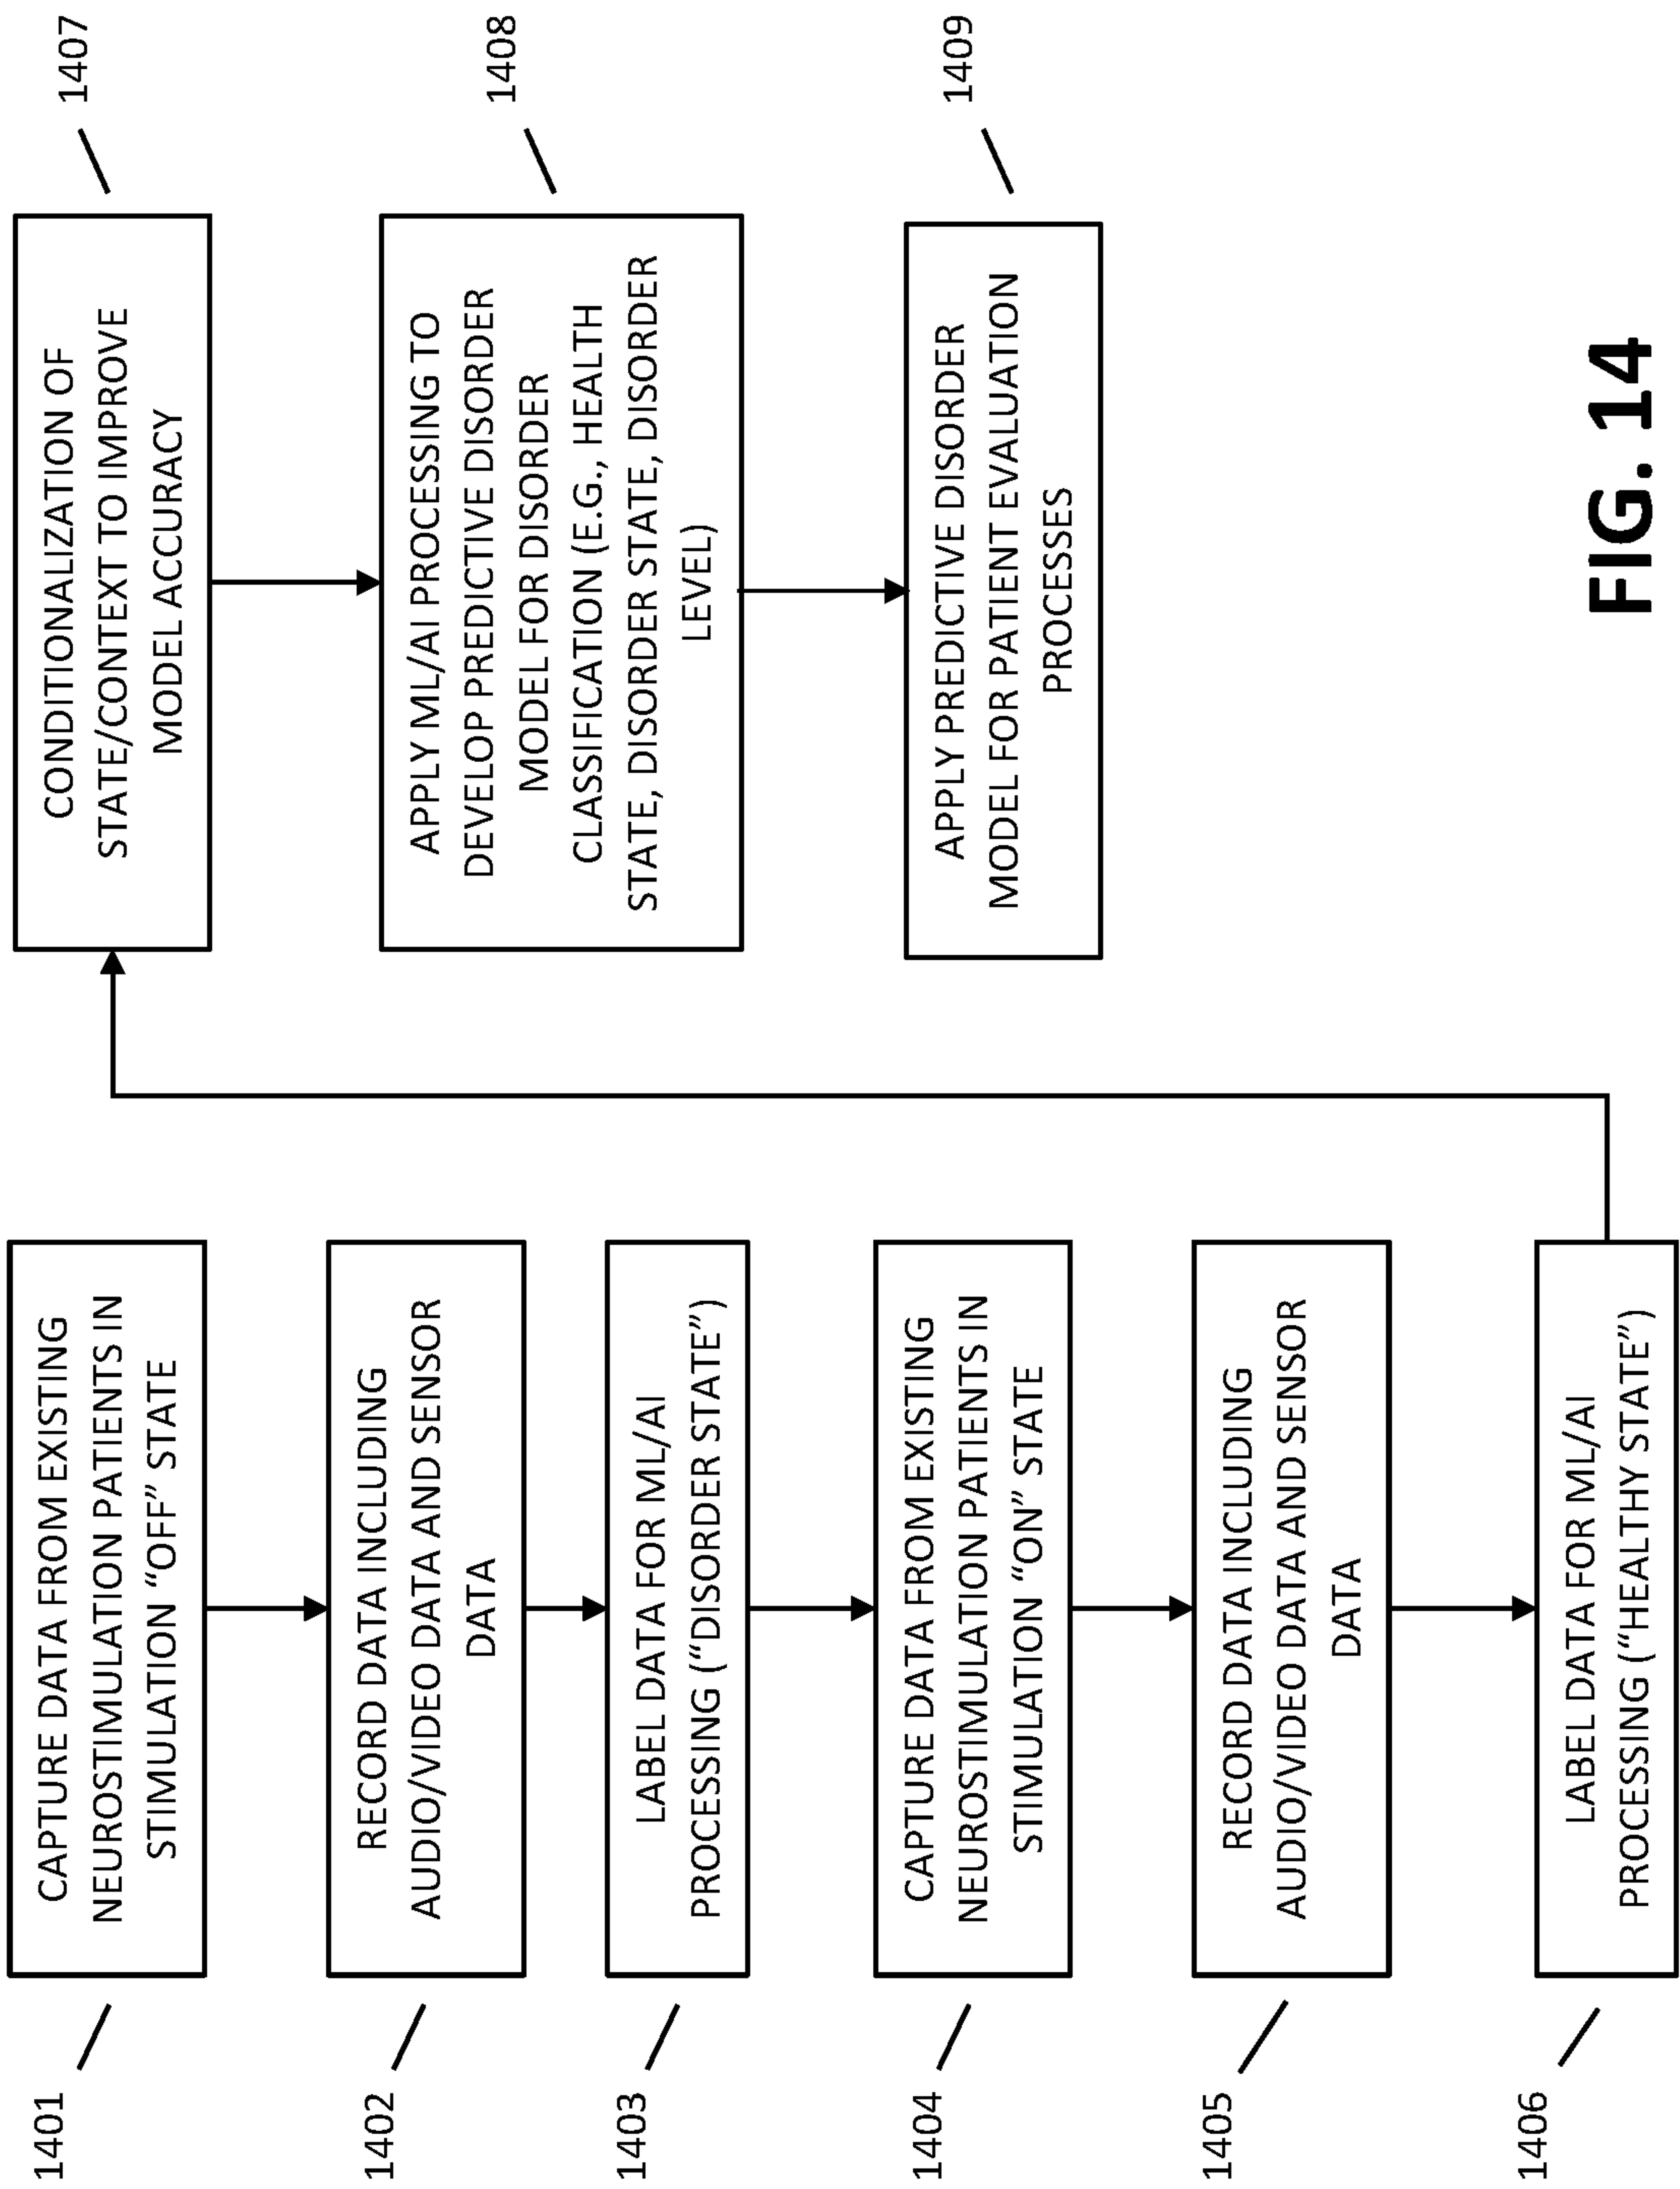 1401
CAPTURE DATA FROM EXISTING
NEUROSTIMULATION PATIENTS IN
STIMULATION “OFF” STATE
1402
RECORD DATA INCLUDING
AUDIO/VIDEO DATA AND SENSOR
DATA
1403
LABEL DATA FOR ML/AI
PROCESSING (“DISORDER STATE”)
1404
CAPTURE DATA FROM EXISTING
NEUROSTIMULATION PATIENTS IN
STIMULATION “ON” STATE
1405
RECORD DATA INCLUDING
AUDIO/VIDEO DATA AND SENSOR
DATA
1406
LABEL DATA FOR ML/AI
PROCESSING (“HEALTHY STATE”)
1407
CONDITIONALIZATION OF
STATE/CONTEXT TO IMPROVE
MODEL ACCURACY
1408
APPLY ML/AI PROCESSING TO
DEVELOP PREDICTIVE DISORDER
MODEL FOR DISORDER
CLASSIFICATION (E.G., HEALTH
STATE, DISORDER STATE, DISORDER
LEVEL)
1409
APPLY PREDICTIVE DISORDER
MODEL FOR PATIENT EVALUATION
PROCESSES
FIG. 14